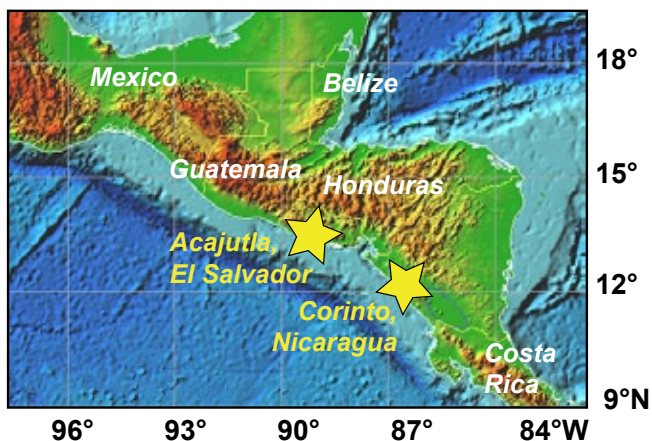 18°
Mexico
Belize
Guatemala
15°
Honduras
Acajutla,
El Salvador
12°
Corinto,
Nicaragua
Costa
Rica
9°N
96°
93°
90°
87°
84°W